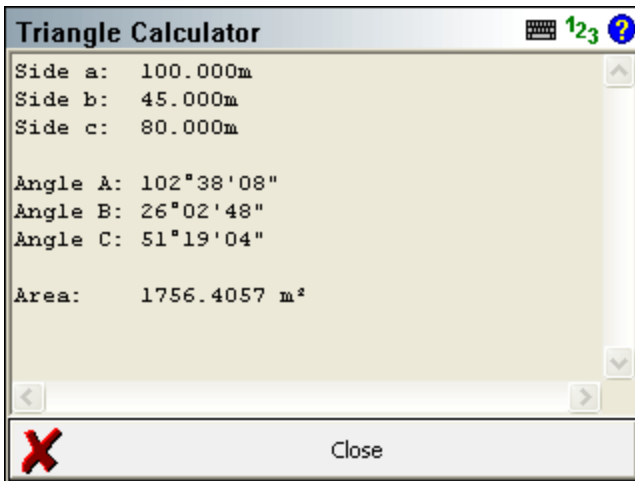 Triangle Calculator 123 ?
Side a: 100.000m
Side b: 45.000m
Side c: 80.000m
Angle A: 102°38'08"
Angle B: 26°02'48"
Angle C: 51°19'04"
Area: 1756.4057 m²
Close